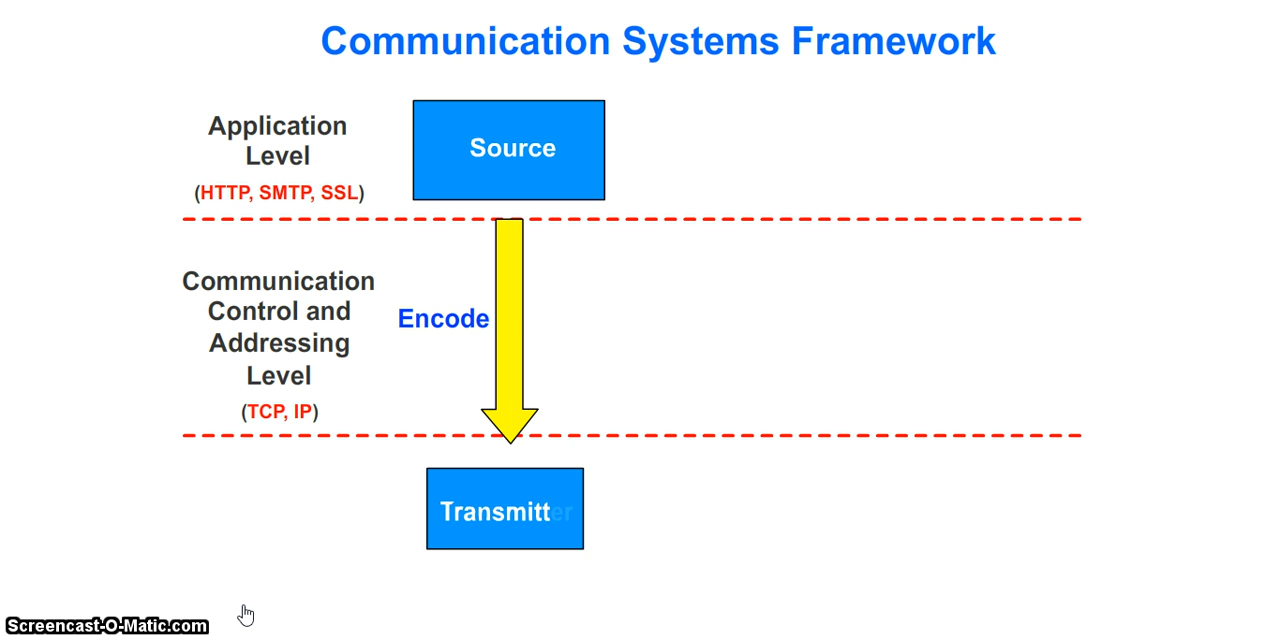 Communication Systems Framework
Application
Level
(HTTP, SMTP, SSL)
Source
Communication
Control and
Addressing
Level
(TCP, IP)
Encode
Transmitter
Screencast-O-Matic.com